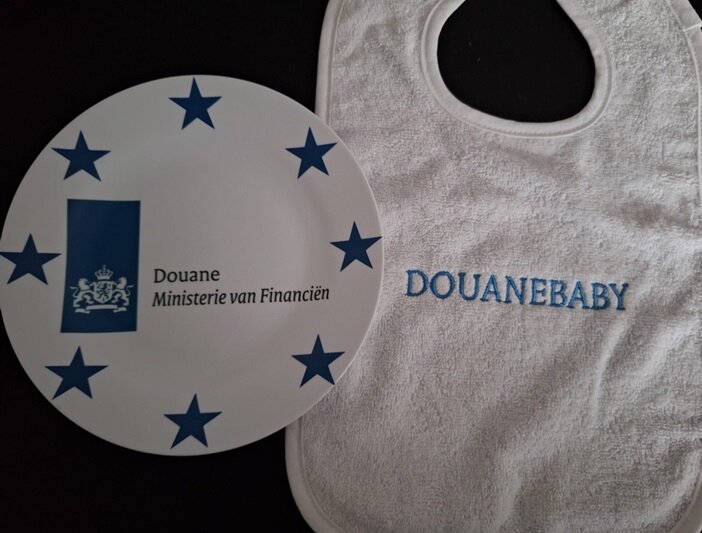 Douane
Ministerie van Financiën
DOUANEBABY